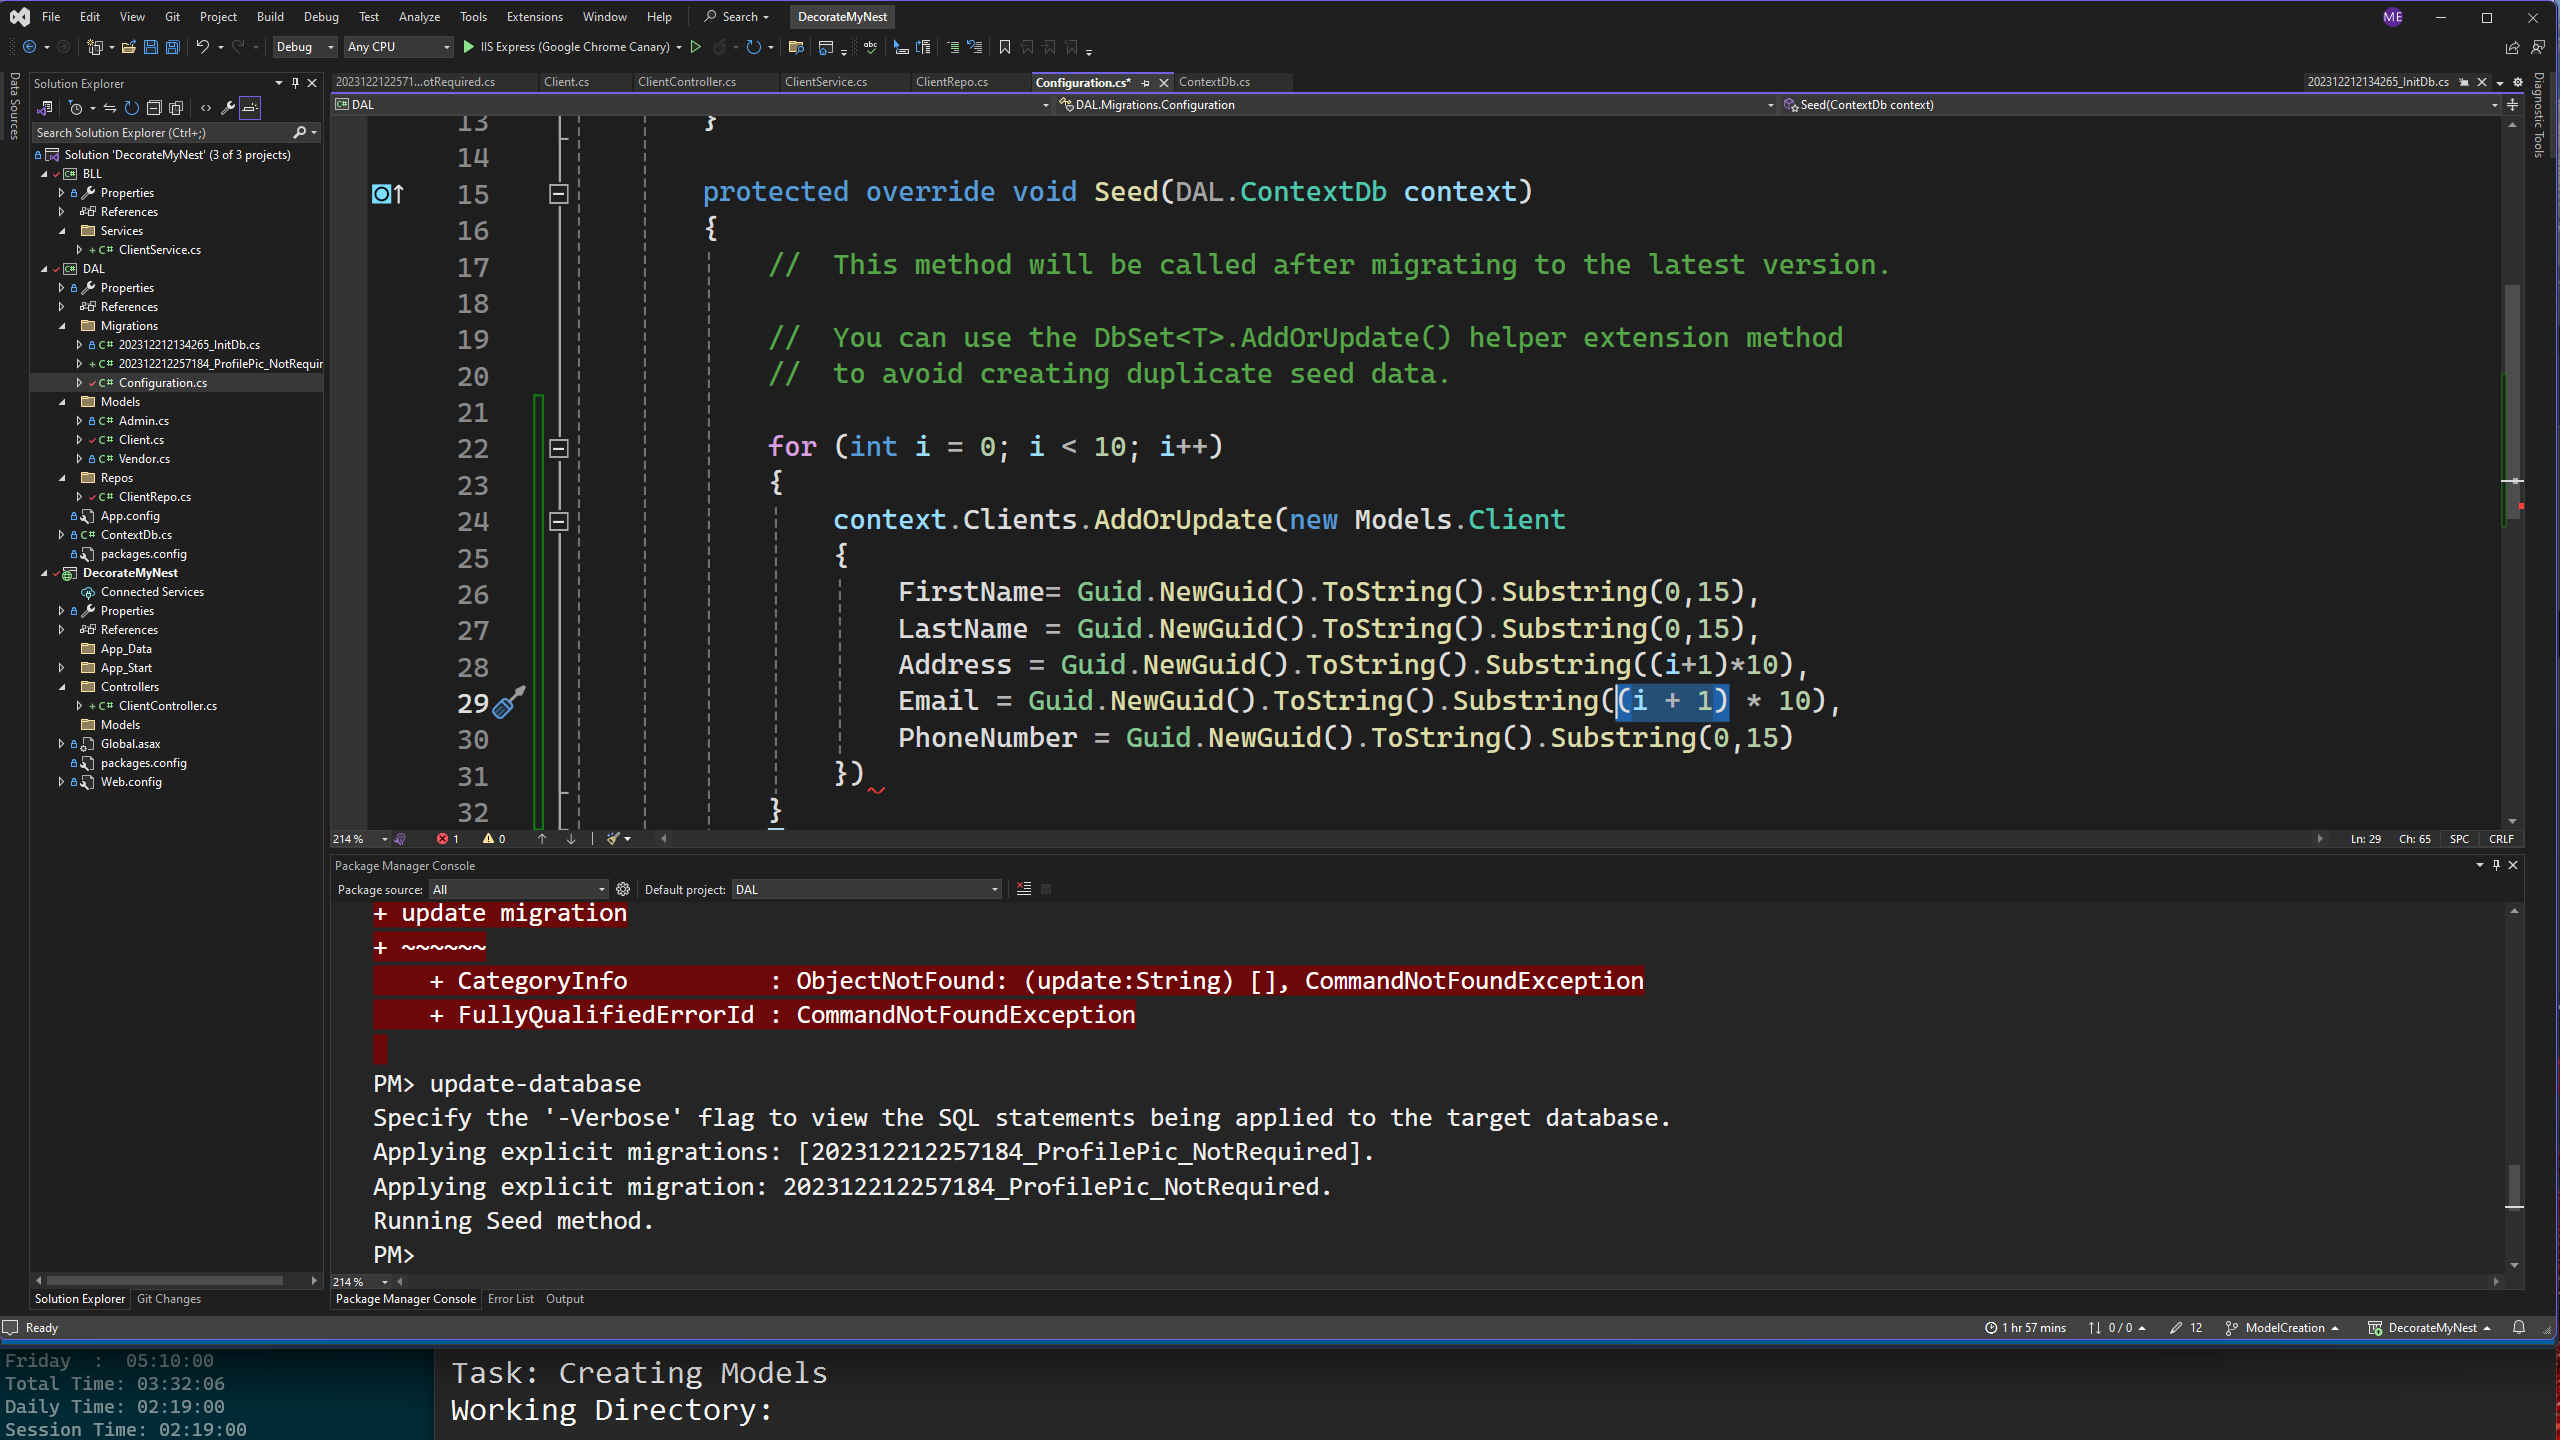 File Edit View Git Project Build Debug Test Analyze Tools Extensions Window Help Search DecorateMyNest ME
Debug Any CPU IIS Express (Google Chrome Canary)
Data Sources
Solution Explorer
Search Solution Explorer (Ctrl+;)
Solution 'DecorateMyNest' (3 of 3 projects)
BLL
Properties
References
Services
C# ClientService.cs
DAL
Properties
References
Migrations
C# 202312212134265_InitDb.cs
C# 202312212257184_ProfilePic_NotRequir
C# Configuration.cs
Models
C# Admin.cs
C# Client.cs
C# Vendor.cs
Repos
C# ClientRepo.cs
App.config
C# ContextDb.cs
packages.config
DecorateMyNest
Connected Services
Properties
References
App_Data
App_Start
Controllers
C# ClientController.cs
Models
Global.asax
packages.config
Web.config
Solution Explorer Git Changes
2023122122571...otRequired.cs Client.cs ClientController.cs ClientService.cs ClientRepo.cs Configuration.cs* ContextDb.cs 202312212134265_InitDb.cs
DAL DAL.Migrations.Configuration Seed(ContextDb context)
Diagnostic Tools
13 }
14
15 protected override void Seed(DAL.ContextDb context)
16 {
17 // This method will be called after migrating to the latest version.
18
19 // You can use the DbSet<T>.AddOrUpdate() helper extension method
20 // to avoid creating duplicate seed data.
21
22 for (int i = 0; i < 10; i++)
23 {
24 context.Clients.AddOrUpdate(new Models.Client
25 {
26 FirstName= Guid.NewGuid().ToString().Substring(0,15),
27 LastName = Guid.NewGuid().ToString().Substring(0,15),
28 Address = Guid.NewGuid().ToString().Substring((i+1)*10),
29 Email = Guid.NewGuid().ToString().Substring((i + 1) * 10),
30 PhoneNumber = Guid.NewGuid().ToString().Substring(0,15)
31 })
32 }
214 % 1 0 Ln: 29 Ch: 65 SPC CRLF
Package Manager Console
Package source: All Default project: DAL
+ update migration
+ ~~~~~~
+ CategoryInfo : ObjectNotFound: (update:String) [], CommandNotFoundException
+ FullyQualifiedErrorId : CommandNotFoundException
PM> update-database
Specify the '-Verbose' flag to view the SQL statements being applied to the target database.
Applying explicit migrations: [202312212257184_ProfilePic_NotRequired].
Applying explicit migration: 202312212257184_ProfilePic_NotRequired.
Running Seed method.
PM>
214 %
Package Manager Console Error List Output
Ready 1 hr 57 mins 0 / 0 12 ModelCreation DecorateMyNest
Friday : 05:10:00
Total Time: 03:32:06
Daily Time: 02:19:00
Session Time: 02:19:00
Task: Creating Models
Working Directory: